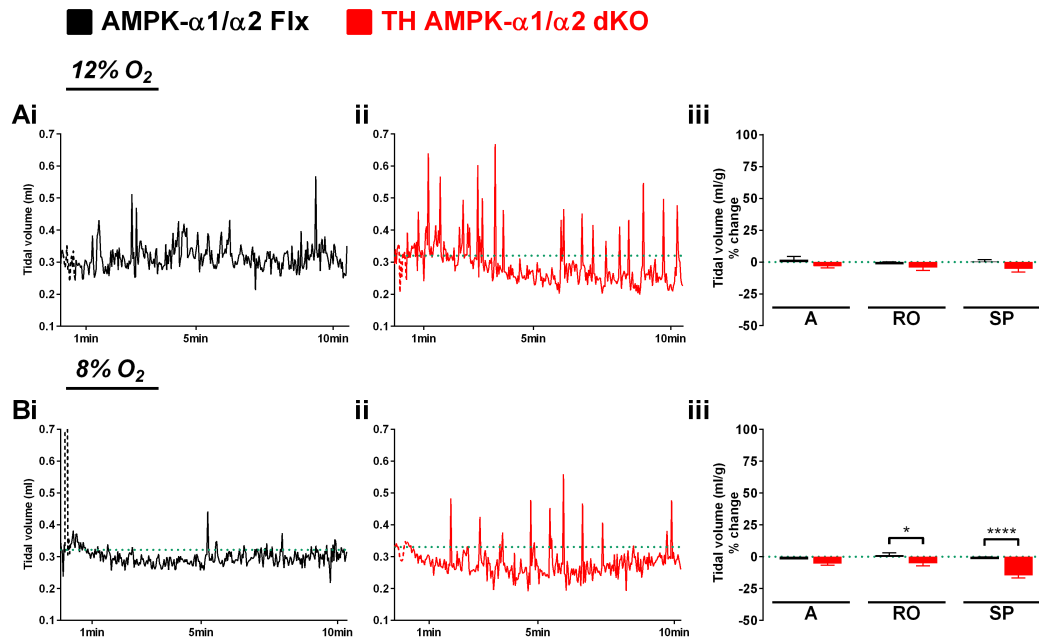 AMPK-α1/α2 Flx TH AMPK-α1/α2 dKO
12% O2
Ai ii iii
Tidal volume (ml)
0.7
0.6
0.5
0.4
0.3
0.2
0.1
1min 5min 10min
0.7
0.6
0.5
0.4
0.3
0.2
0.1
1min 5min 10min
Tidal volume (ml/g)
% change
100
75
50
25
0
-25
-50
A RO SP
8% O2
Bi ii iii
Tidal volume (ml)
0.7
0.6
0.5
0.4
0.3
0.2
0.1
1min 5min 10min
0.7
0.6
0.5
0.4
0.3
0.2
0.1
1min 5min 10min
Tidal volume (ml/g)
% change
100
75
50
25
0
-25
-50
* ****
A RO SP